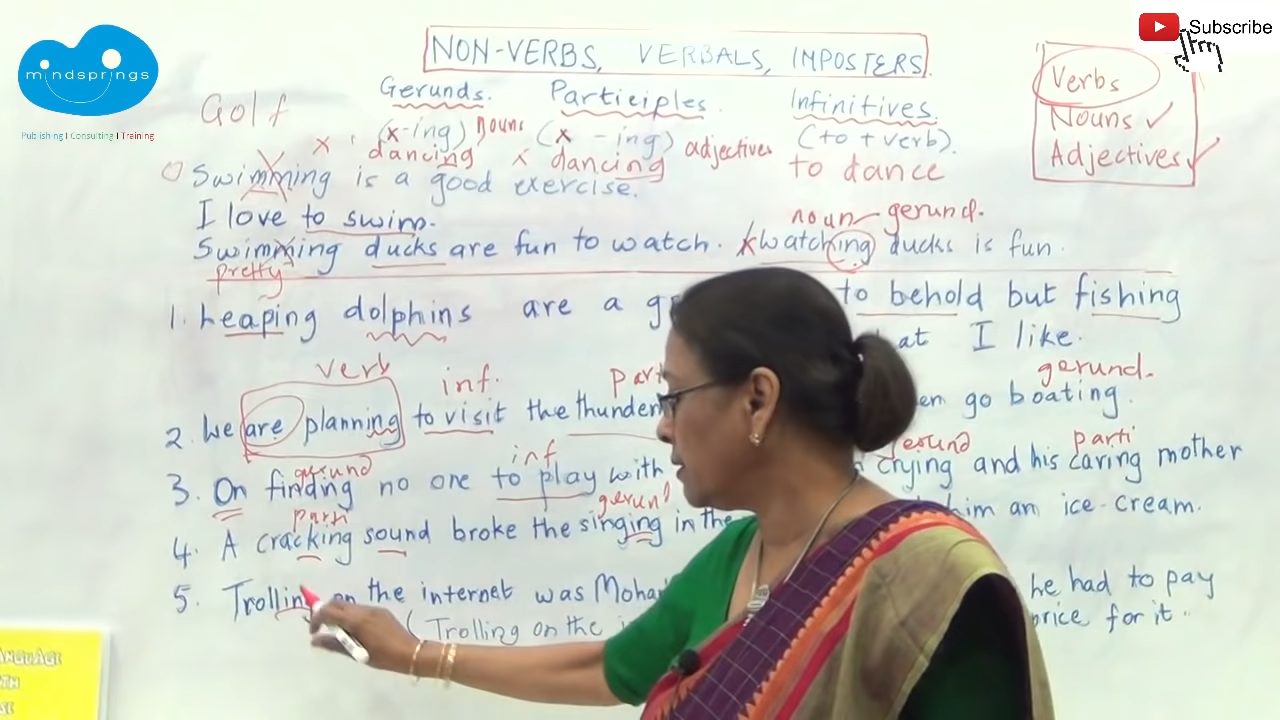 mindsprings
Publishing I Consulting I Training
Subscribe
NON-VERBS, VERBALS, IMPOSTERS.
Verbs
Nouns ✓
Adjectives ✓
Golf
Gerunds. Participles. Infinitives.
x (x-ing) nouns (x -ing) adjectives (to + verb).
dancing x dancing to dance
Swimming is a good exercise.
I love to swim. noun - gerund.
Swimming ducks are fun to watch. x watching ducks is fun.
pretty
1. Leaping dolphins are a to behold but fishing
I like.
verb inf. gerund.
2. We are planning to visit the go boating.
gerund inf parti
3. On finding no one to play with crying and his caring mother
him an ice-cream.
parti gerund
4. A cracking sound broke the singing in the
5. Trolling on the internet was he had to pay
(Trolling on the price for it.